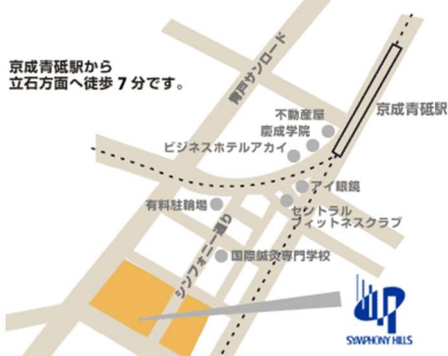 京成青砥駅から
立石方面へ徒歩7分です。
青戸サンロード
京成青砥駅
不動産屋
慶成学院
ビジネスホテルアカイ
アイ眼鏡
有料駐輪場
セントラル
フィットネスクラブ
シンフォニー通り
国際鍼灸専門学校
SYMPHONY HILLS